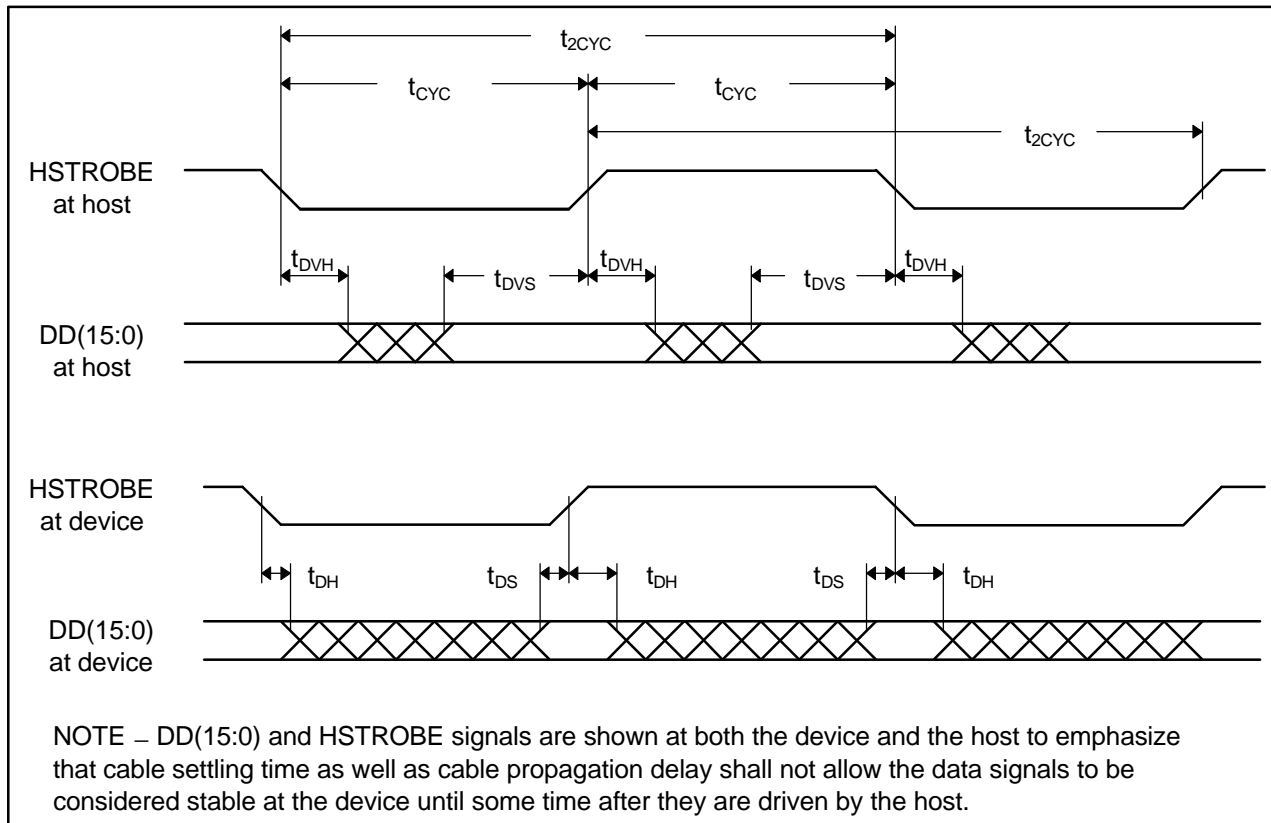 t2CYC
tCYC tCYC
t2CYC
HSTROBE
at host
tDVH tDVS tDVH tDVS tDVH
DD(15:0)
at host
HSTROBE
at device
tDH tDS tDH tDS tDH
DD(15:0)
at device
NOTE – DD(15:0) and HSTROBE signals are shown at both the device and the host to emphasize
that cable settling time as well as cable propagation delay shall not allow the data signals to be
considered stable at the device until some time after they are driven by the host.